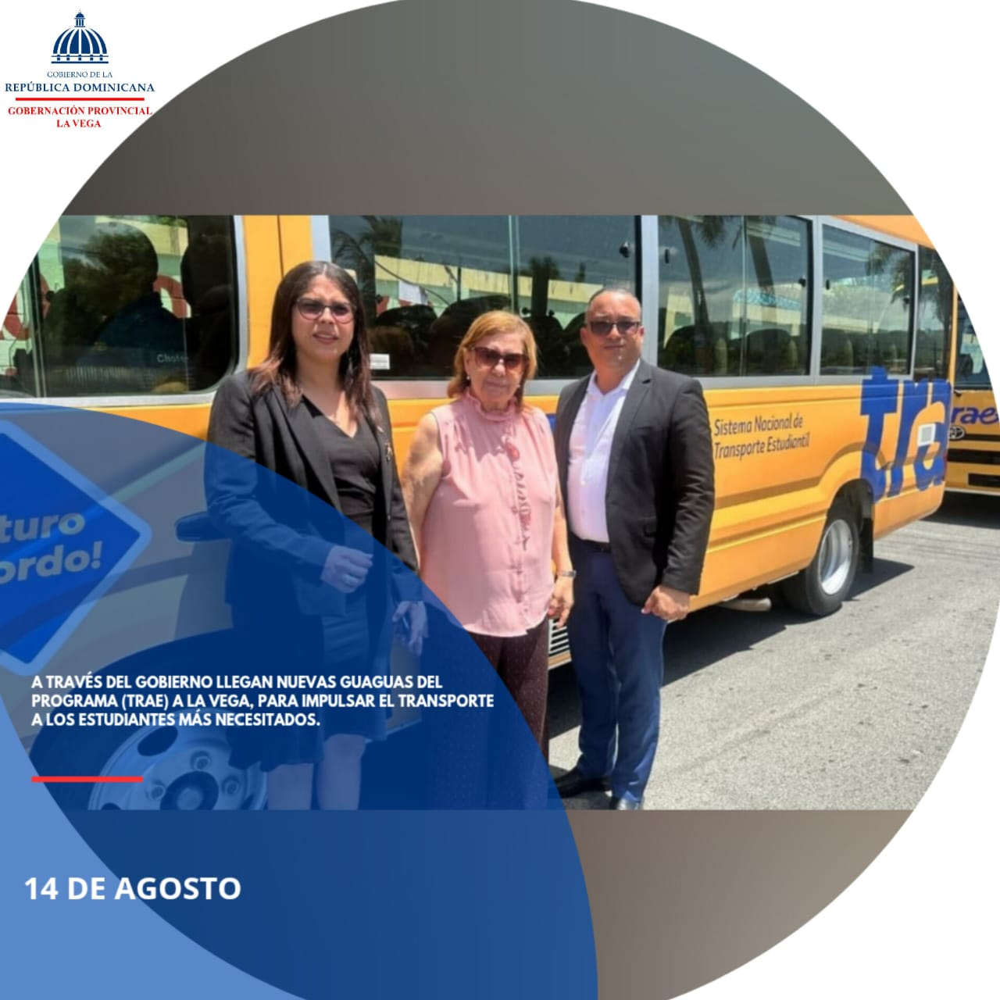 GOBIERNO DE LA
REPÚBLICA DOMINICANA
GOBERNACIÓN PROVINCIAL
LA VEGA
Sistema Nacional de
Transporte Estudiantil
tra
rae
turo
ordo!
A TRAVÉS DEL GOBIERNO LLEGAN NUEVAS GUAGUAS DEL
PROGRAMA (TRAE) A LA VEGA, PARA IMPULSAR EL TRANSPORTE
A LOS ESTUDIANTES MÁS NECESITADOS.
14 DE AGOSTO